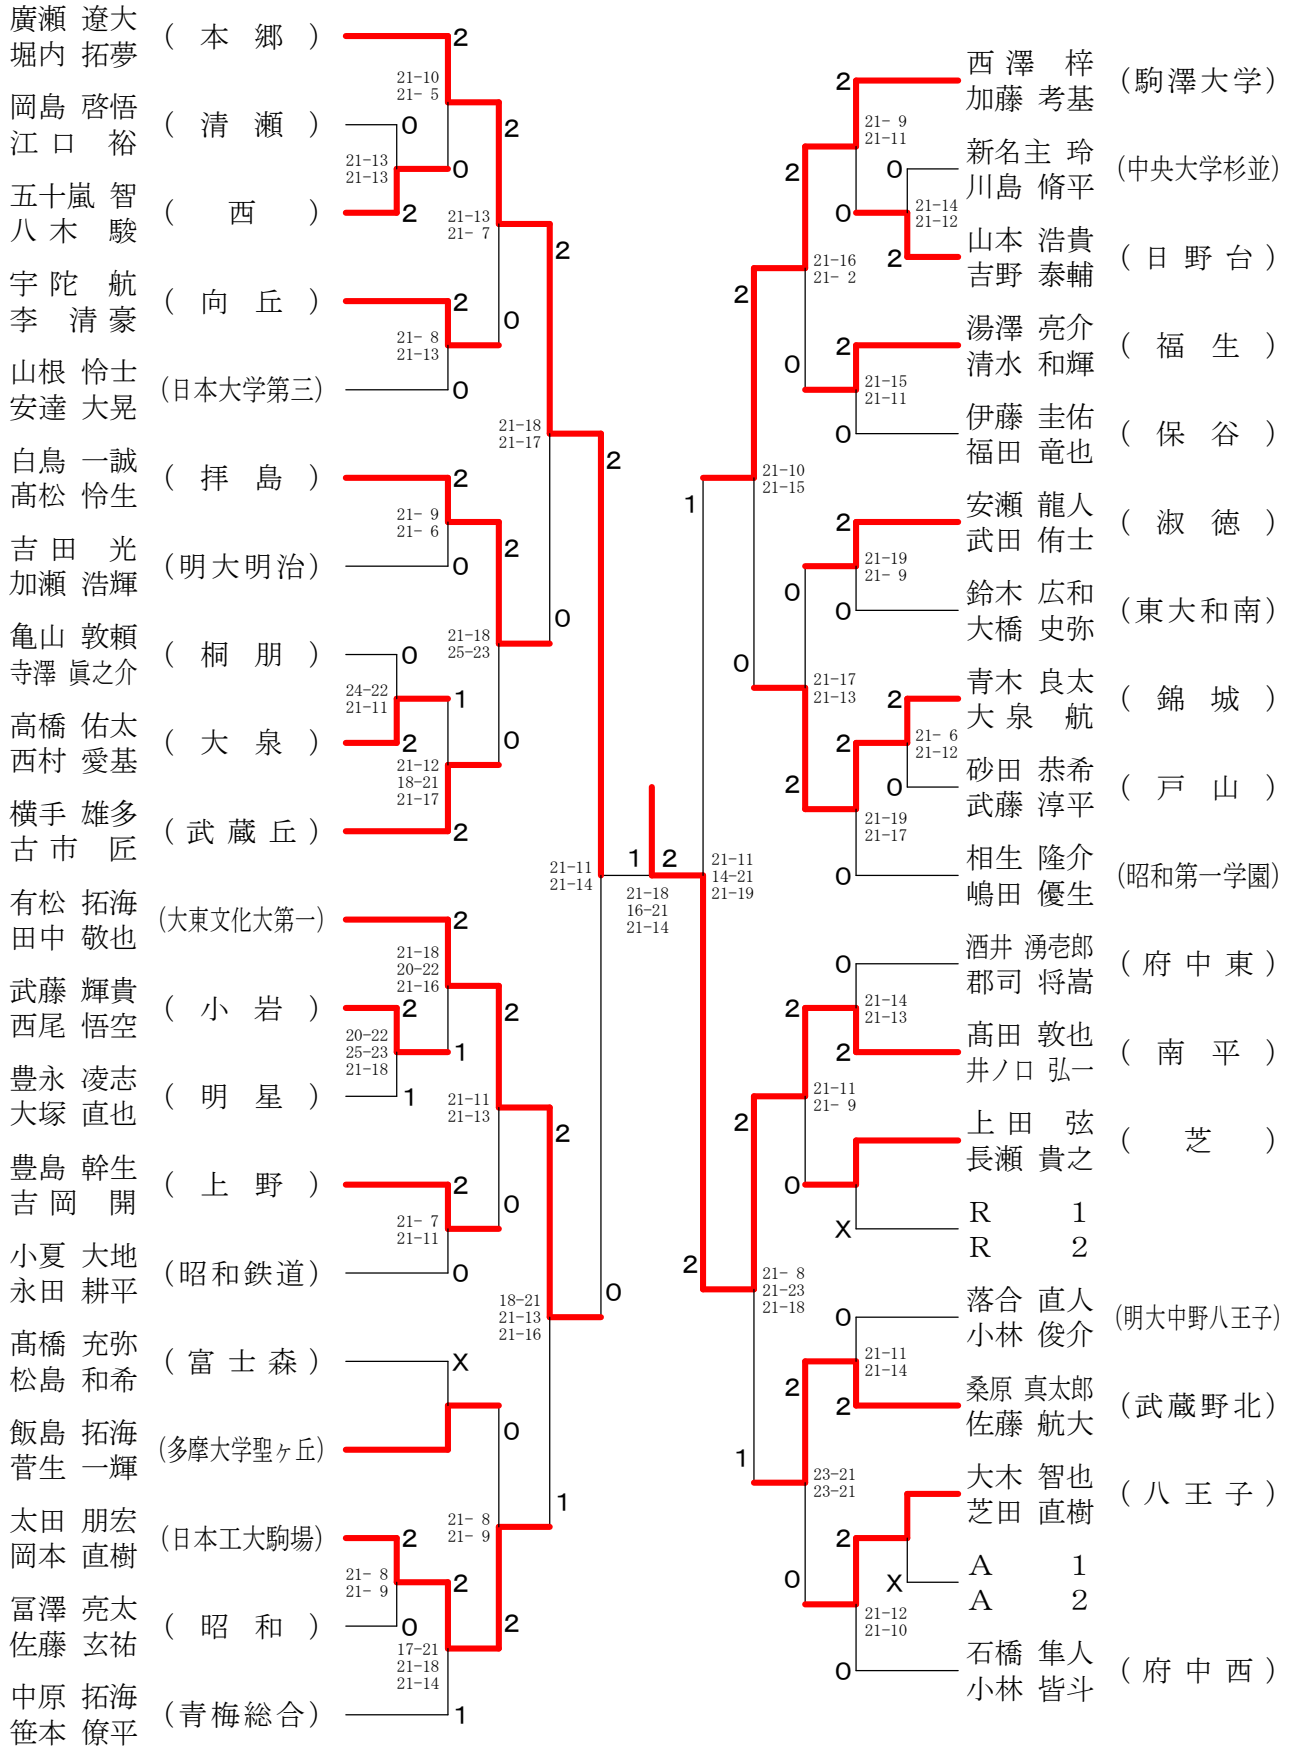 廣瀬 遼大
堀内 拓夢
( 本 郷 )
2
21-10
21- 5
岡島 啓悟
江口 裕
( 清 瀬 )
0
2
21-13
21-13
0
五十嵐 智
八木 駿
( 西 )
2
21-13
21- 7
2
宇陀 航
李 清豪
( 向 丘 )
2
0
21- 8
21-13
山根 怜士
安達 大晃
(日本大学第三)
0
21-18
21-17
2
白鳥 一誠
髙松 怜生
( 拝 島 )
2
21- 9
21- 6
2
吉田 光
加瀬 浩輝
(明大明治)
0
0
亀山 敦頼
寺澤 眞之介
( 桐 朋 )
0
21-18
25-23
24-22
21-11
1
高橋 佑太
西村 愛基
( 大 泉 )
2
0
21-12
18-21
21-17
横手 雄多
古市 匠
( 武 蔵 丘 )
2
21-11
21-14
1
2
21-18
16-21
21-14
有松 拓海
田中 敬也
(大東文化大第一)
2
21-18
20-22
21-16
武藤 輝貴
西尾 悟空
( 小 岩 )
2
2
20-22
25-23
21-18
1
豊永 凌志
大塚 直也
( 明 星 )
1
21-11
21-13
2
豊島 幹生
吉岡 開
( 上 野 )
2
0
21- 7
21-11
小夏 大地
永田 耕平
(昭和鉄道)
0
18-21
21-13
21-16
0
髙橋 充弥
松島 和希
( 富 士 森 )
X
飯島 拓海
菅生 一輝
(多摩大学聖ヶ丘)
0
1
太田 朋宏
岡本 直樹
(日本工大駒場)
2
21- 8
21- 9
21- 8
21- 9
2
冨澤 亮太
佐藤 玄祐
( 昭 和 )
0
2
17-21
21-18
21-14
中原 拓海
笹本 僚平
(青梅総合)
1
2
西澤 梓
加藤 考基
(駒澤大学)
21- 9
21-11
2
0
新名主 玲
川島 脩平
(中央大学杉並)
0
21-14
21-12
2
山本 浩貴
吉野 泰輔
( 日 野 台 )
21-16
21- 2
2
2
湯澤 亮介
清水 和輝
( 福 生 )
0
21-15
21-11
0
伊藤 圭佑
福田 竜也
( 保 谷 )
21-10
21-15
1
2
安瀬 龍人
武田 侑士
( 淑 徳 )
21-19
21- 9
0
0
鈴木 広和
大橋 史弥
(東大和南)
0
21-17
21-13
2
青木 良太
大泉 航
( 錦 城 )
2
21- 6
21-12
2
0
砂田 恭希
武藤 淳平
( 戸 山 )
21-19
21-17
0
相生 隆介
嶋田 優生
(昭和第一学園)
21-11
14-21
21-19
0
酒井 湧壱郎
郡司 将嵩
( 府 中 東 )
2
21-14
21-13
2
髙田 敦也
井ノ口 弘一
( 南 平 )
21-11
21- 9
2
上田 弦
長瀬 貴之
( 芝 )
0
X
R 1
R 2
2
21- 8
21-23
21-18
0
落合 直人
小林 俊介
(明大中野八王子)
21-11
21-14
2
2
桑原 真太郎
佐藤 航大
(武蔵野北)
1
23-21
23-21
大木 智也
芝田 直樹
( 八 王 子 )
2
0
X
A 1
A 2
21-12
21-10
0
石橋 隼人
小林 皆斗
( 府 中 西 )